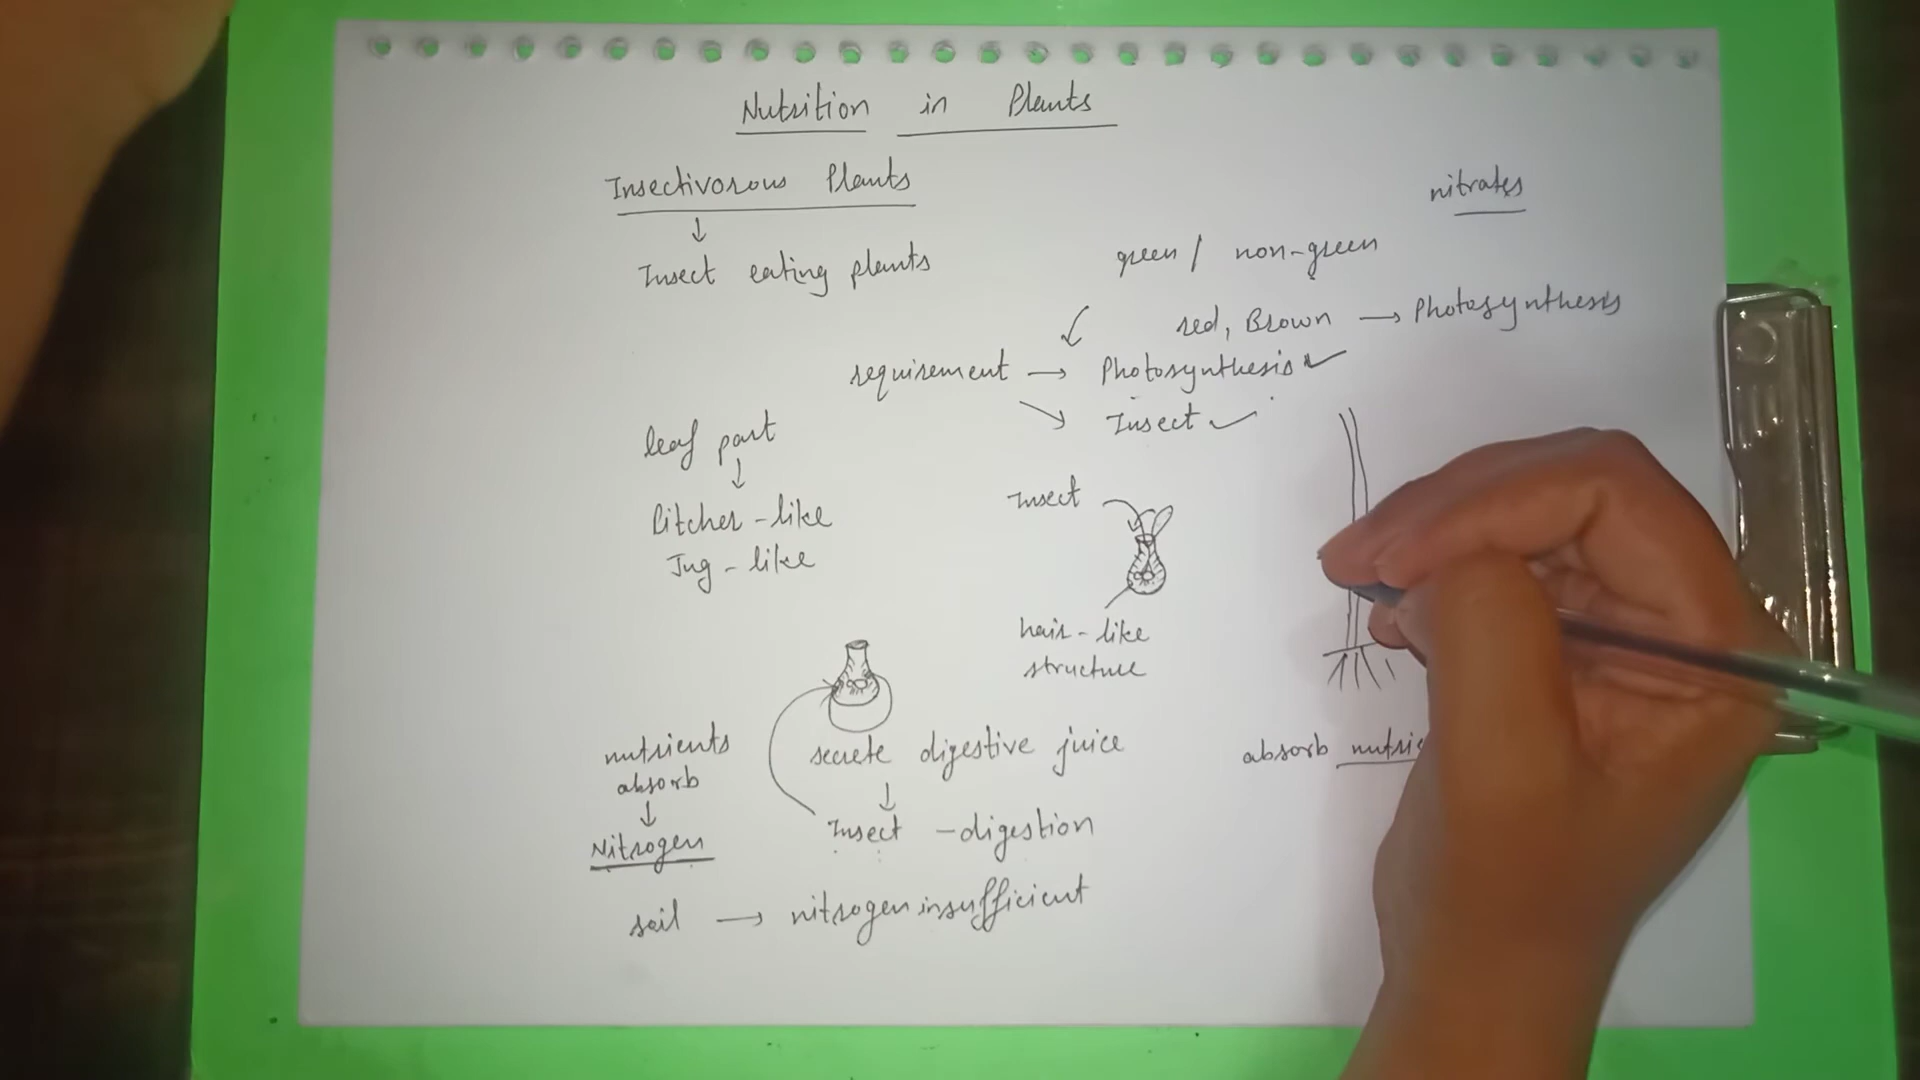 Nutrition in Plants
Insectivorous Plants
nitrates
Insect eating plants
green / non-green
red, Brown → Photosynthesis
requirement → Photosynthesis ✓
Insect ✓
leaf part
↓
Pitcher-like
Jug-like
Insect
hair-like
structure
nutrients
absorb
↓
Nitrogen
secrete digestive juice
↓
Insect - digestion
absorb
soil → nitrogen insufficient